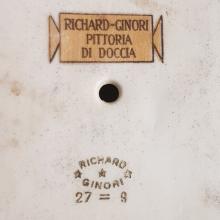 RICHARD-GINORI
PITTORIA
DI DOCCIA
RICHARD
GINORI
27 = 9